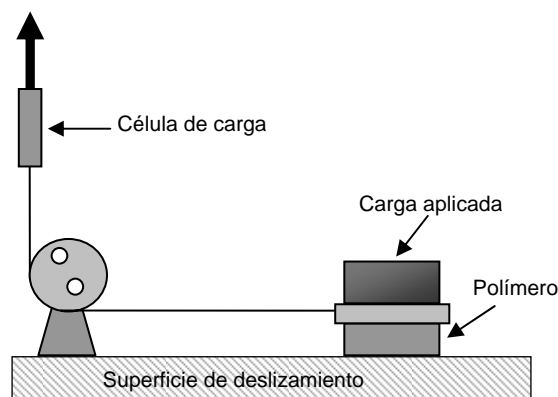 Célula de carga
Carga aplicada
Polímero
Superficie de deslizamiento